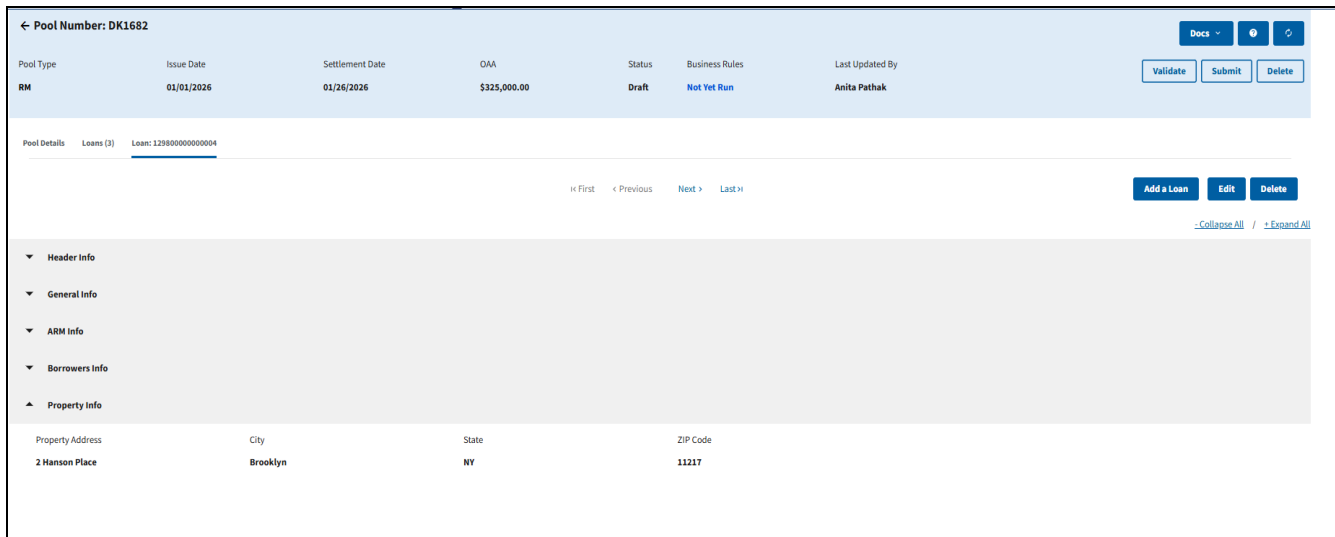 ← Pool Number: DK1682
Docs
Pool Type Issue Date Settlement Date OAA Status Business Rules Last Updated By
RM 01/01/2026 01/26/2026 $325,000.00 Draft Not Yet Run Anita Pathak
Validate Submit Delete
Pool Details Loans (3) Loan: 129800000000004
First Previous Next Last
Add a Loan Edit Delete
- Collapse All / + Expand All
Header Info
General Info
ARM Info
Borrowers Info
Property Info
Property Address City State ZIP Code
2 Hanson Place Brooklyn NY 11217